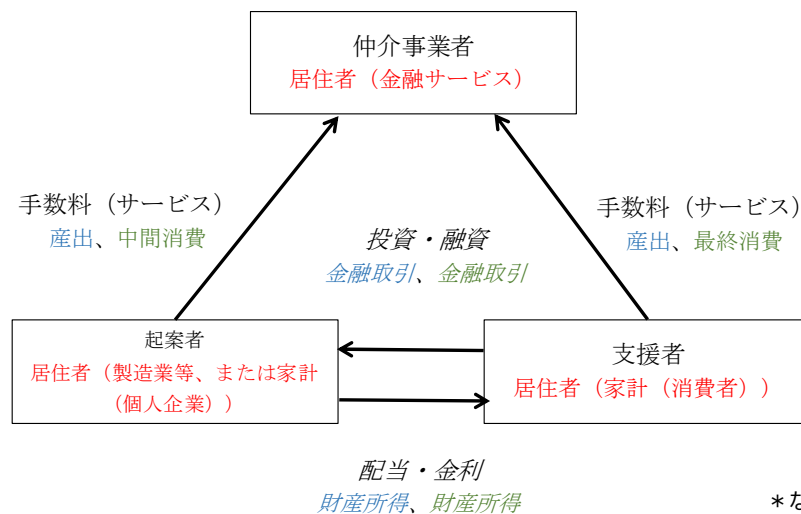 仲介事業者
居住者（金融サービス）
手数料（サービス）
産出、中間消費
手数料（サービス）
産出、最終消費
投資・融資
金融取引、金融取引
起案者
居住者（製造業等、または家計
（個人企業））
支援者
居住者（家計（消費者））
配当・金利
財産所得、財産所得
＊な